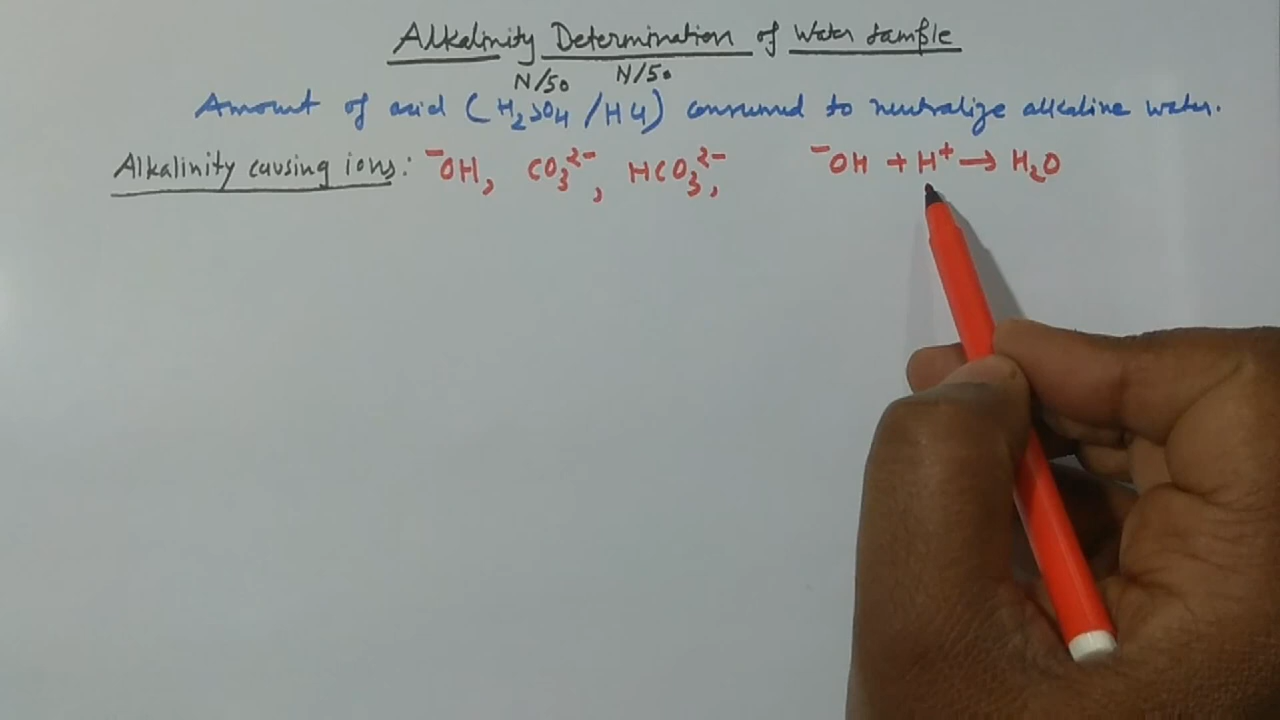 Alkalinity Determination of Water sample
N/50 N/50
Amount of acid (H2SO4 / HCl) consumed to neutralize alkaline water.
Alkalinity causing ions: ⁻OH, CO3²⁻, HCO3²⁻, ⁻OH + H⁺ → H2O